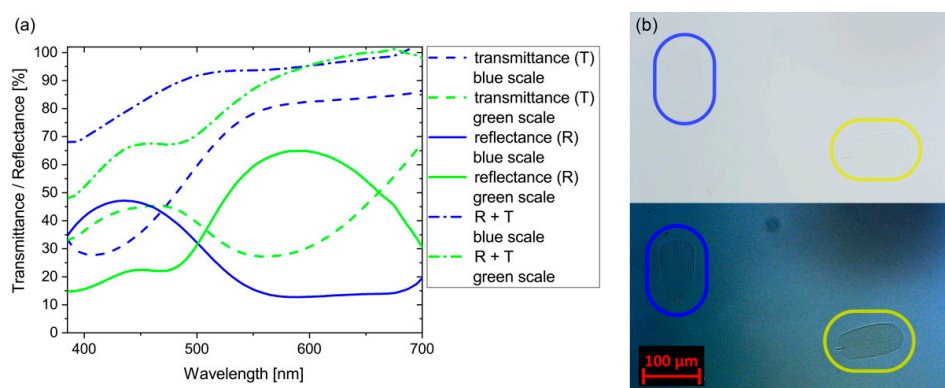 (a)
100
90
80
70
60
50
40
30
20
10
0
Transmittance / Reflectance [%]
400
500
600
700
Wavelength [nm]
transmittance (T)
blue scale
transmittance (T)
green scale
reflectance (R)
blue scale
reflectance (R)
green scale
R + T
blue scale
R + T
green scale
(b)
100 µm